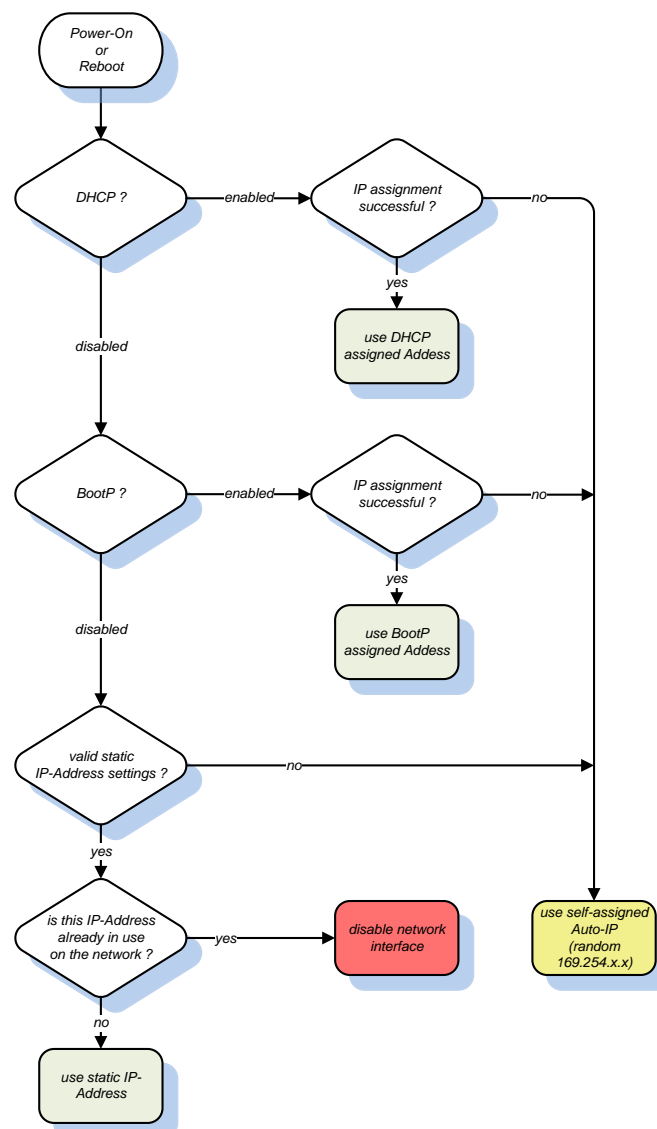 Power-On
or
Reboot
DHCP ?
enabled
IP assignment
successful ?
no
yes
use DHCP
assigned Addess
disabled
BootP ?
enabled
IP assignment
successful ?
no
yes
use BootP
assigned Addess
disabled
valid static
IP-Address settings ?
no
yes
is this IP-Address
already in use
on the network ?
yes
disable network
interface
use self-assigned
Auto-IP
(random
169.254.x.x)
no
use static IP-
Address